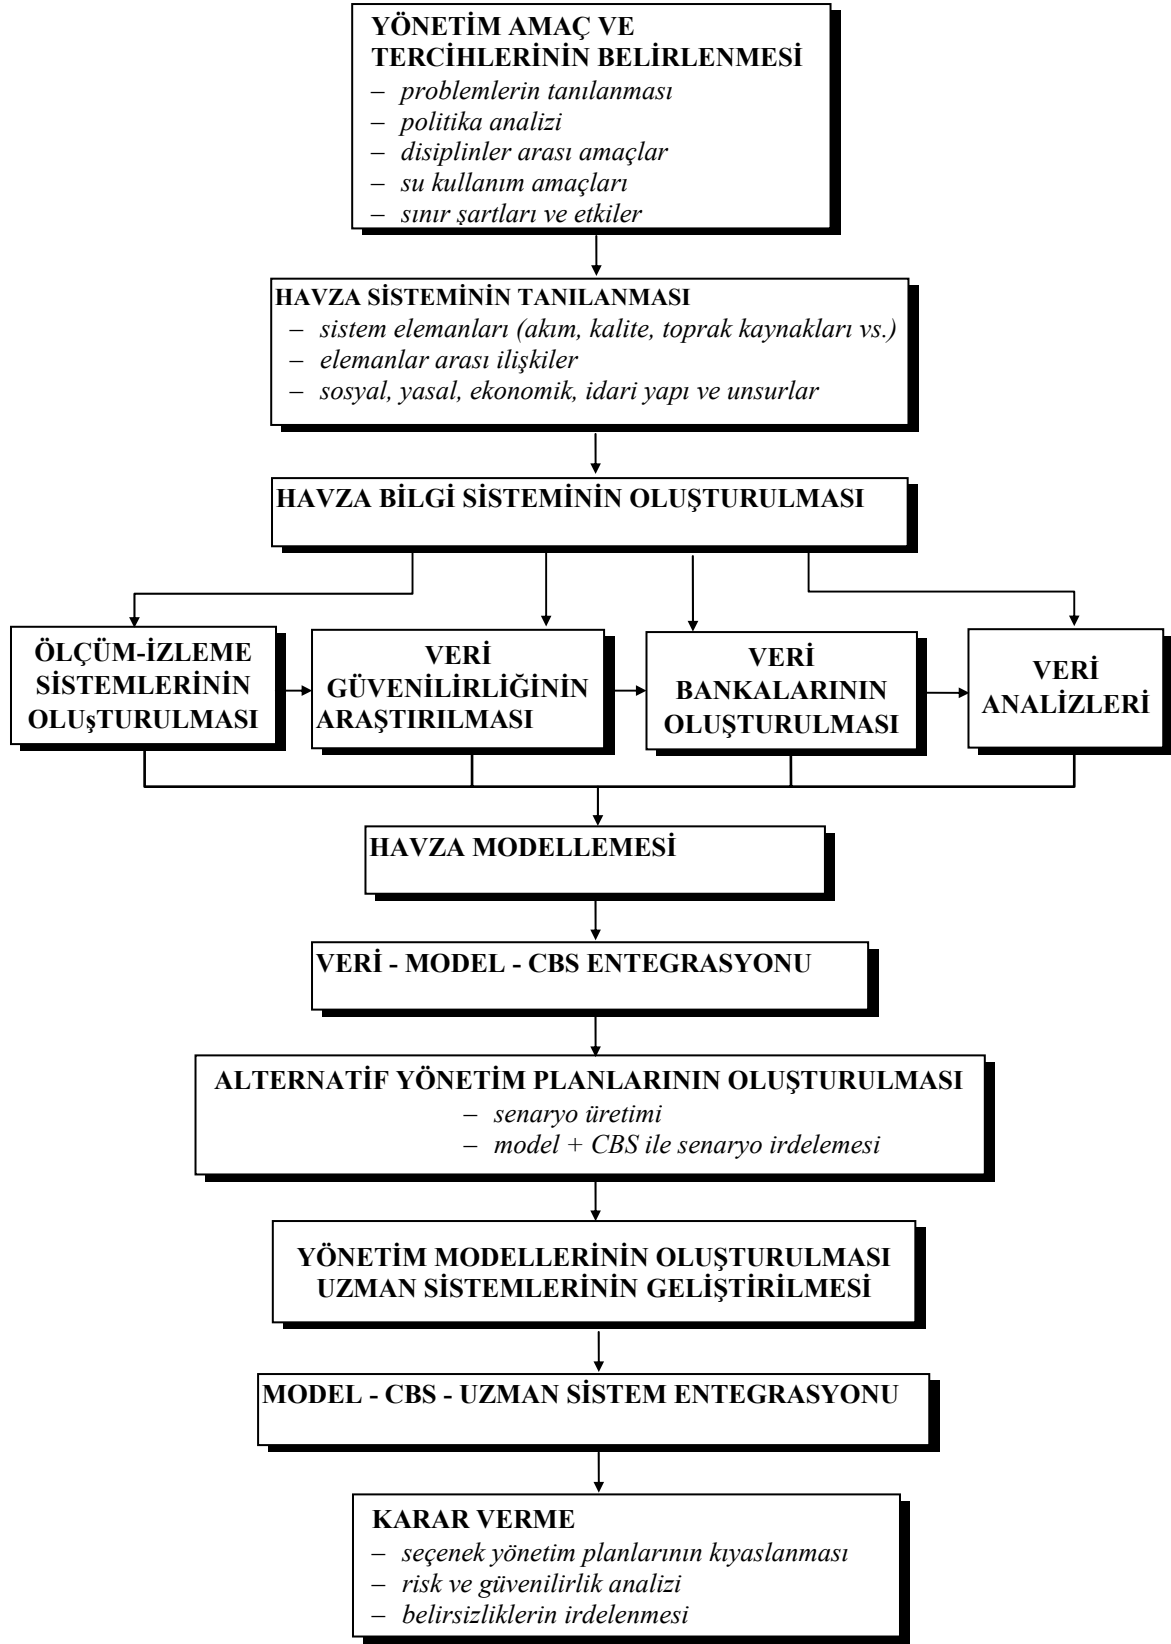 YÖNETİM AMAÇ VE
TERCİHLERİNİN BELİRLENMESİ
– problemlerin tanılanması
– politika analizi
– disiplinler arası amaçlar
– su kullanım amaçları
– sınır şartları ve etkiler
HAVZA SİSTEMİNİN TANILANMASI
– sistem elemanları (akım, kalite, toprak kaynakları vs.)
– elemanlar arası ilişkiler
– sosyal, yasal, ekonomik, idari yapı ve unsurlar
HAVZA BİLGİ SİSTEMİNİN OLUŞTURULMASI
ÖLÇÜM-İZLEME
SİSTEMLERİNİN
OLUşTURULMASI
VERİ
GÜVENİLİRLİĞİNİN
ARAŞTIRILMASI
VERİ
BANKALARININ
OLUŞTURULMASI
VERİ
ANALİZLERİ
HAVZA MODELLEMESİ
VERİ - MODEL - CBS ENTEGRASYONU
ALTERNATİF YÖNETİM PLANLARININ OLUŞTURULMASI
– senaryo üretimi
– model + CBS ile senaryo irdelemesi
YÖNETİM MODELLERİNİN OLUŞTURULMASI
UZMAN SİSTEMLERİNİN GELİŞTİRİLMESİ
MODEL - CBS - UZMAN SİSTEM ENTEGRASYONU
KARAR VERME
– seçenek yönetim planlarının kıyaslanması
– risk ve güvenilirlik analizi
– belirsizliklerin irdelenmesi